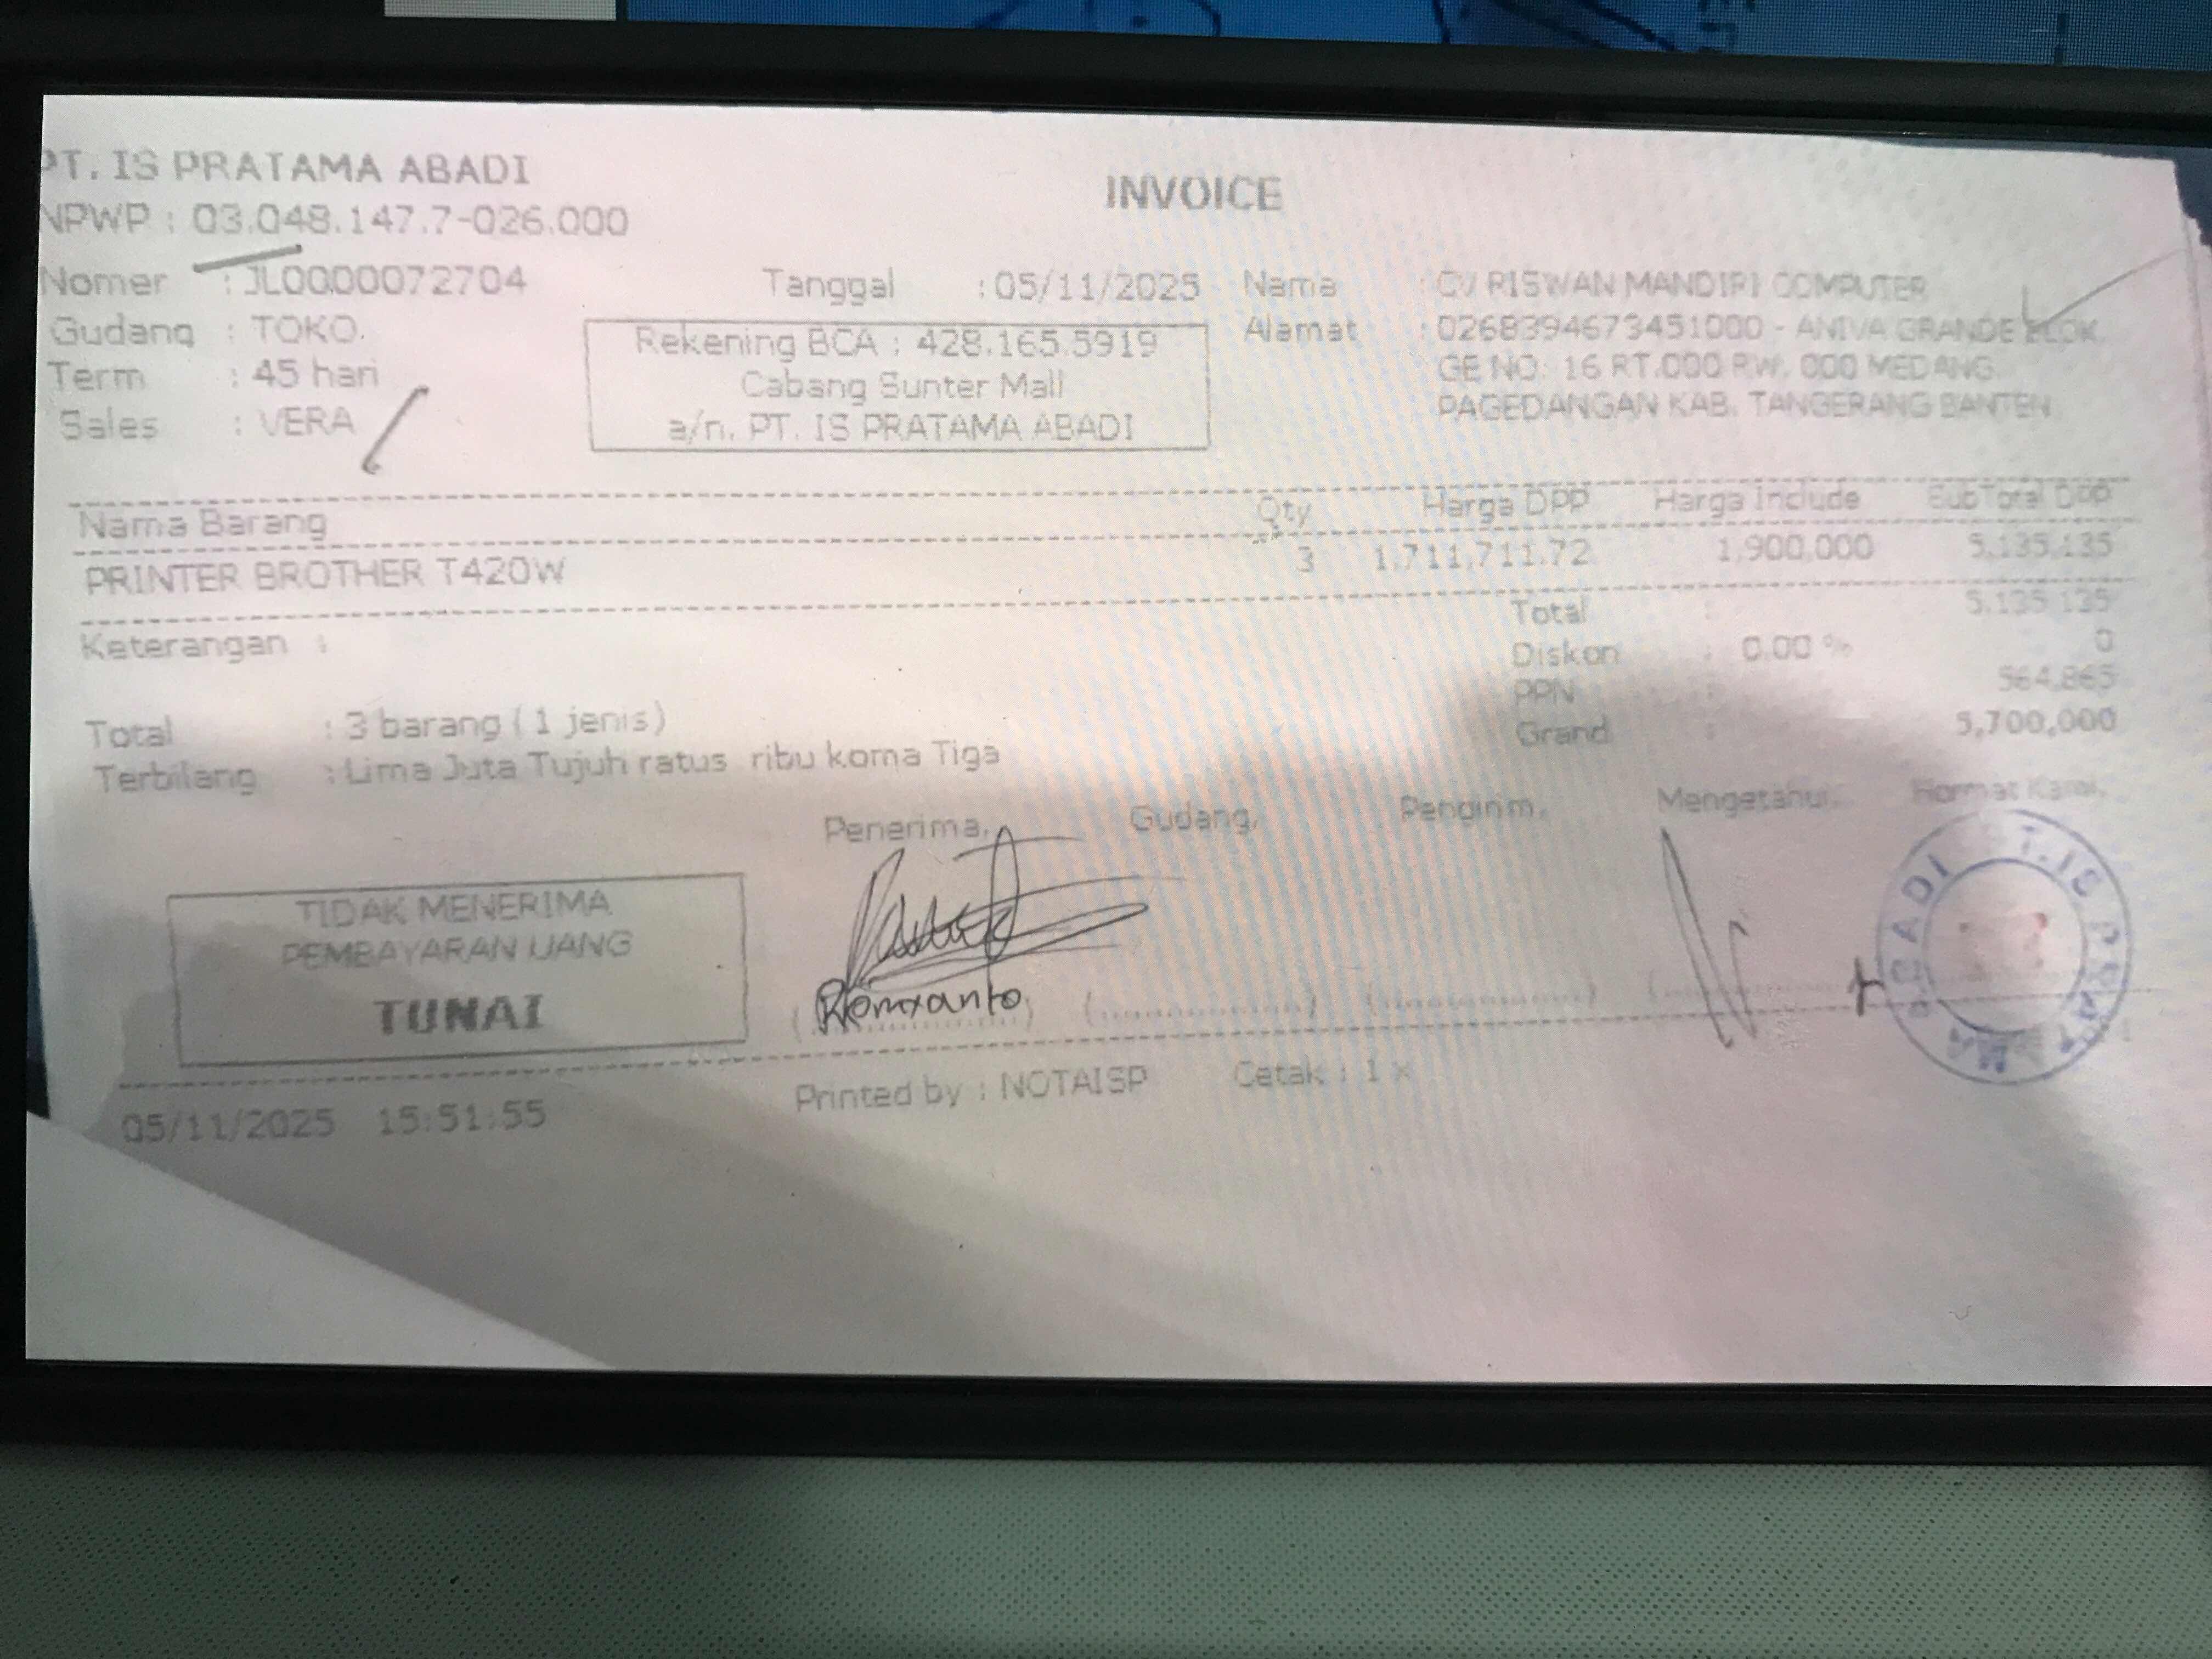 PT. IS PRATAMA ABADI
INVOICE
NPWP : 03.048.147.7-026.000
Nomer : JL0000072704
Tanggal : 05/11/2025
Nama : CV RISWAN MANDIRI COMPUTER
Gudang : TOKO.
Alamat : 0268394673451000 - ANIVA GRANDE BLOK.
GE NO: 16 RT.000 RW. 000 MEDANG
PAGEDANGAN KAB. TANGERANG BANTEN
Term : 45 hari
Sales : VERA
Rekening BCA : 428.165.5919
Cabang Sunter Mall
a/n. PT. IS PRATAMA ABADI
Nama Barang Qty Harga DPP Harga Include SubTotal DPP
PRINTER BROTHER T420W 3 1,711,711.72 1,900,000 5,135,135
Total : 5,135,135
Keterangan :
Diskon : 0.00 % 0
PPN : 564,865
Grand : 5,700,000
Total : 3 barang ( 1 jenis)
Terbilang : Lima Juta Tujuh ratus ribu koma Tiga
Penerima, Gudang, Pengirim, Mengetahui, Hormat Kami,
TIDAK MENERIMA
PEMBAYARAN UANG
TUNAI
PT. IS PRATAMA ABADI
Printed by : NOTAISP Cetak : 1 x
05/11/2025 15:51:55